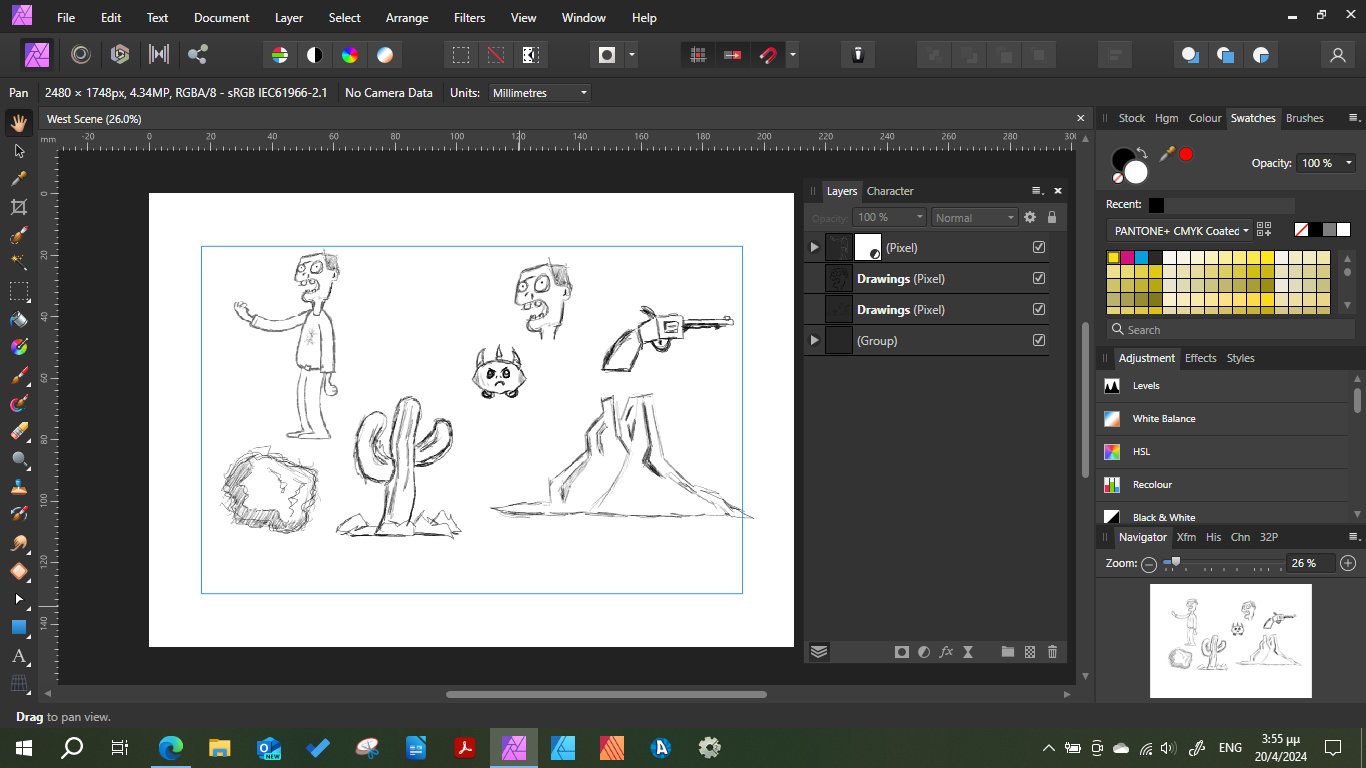 File Edit Text Document Layer Select Arrange Filters View Window Help
Pan 2480 × 1748px, 4.34MP, RGBA/8 - sRGB IEC61966-2.1 No Camera Data Units: Millimetres
West Scene (26.0%)
Stock Hgm Colour Swatches Brushes
mm -20 0 20 40 60 80 100 120 140 160 180 200 220 240 260 280 300
0
20
40
60
80
100
120
140
Opacity: 100 %
Recent:
PANTONE+ CMYK Coated
Search
Layers Character
Opacity: 100 % Normal
(Pixel)
Drawings (Pixel)
Drawings (Pixel)
(Group)
fx
Adjustment Effects Styles
Levels
White Balance
HSL
Recolour
Black & White
Navigator Xfm His Chn 32P
Zoom: 26 %
A
Drag to pan view.
NEW
ENG
3:55 μμ
20/4/2024